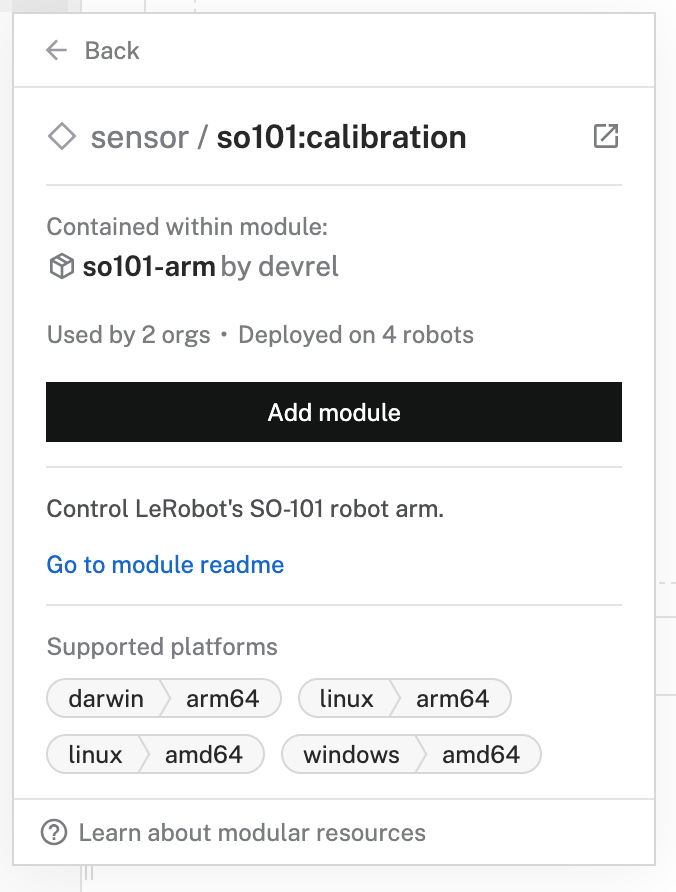 Back
sensor / so101:calibration
Contained within module:
so101-arm by devrel
Used by 2 orgs • Deployed on 4 robots
Add module
Control LeRobot's SO-101 robot arm.
Go to module readme
Supported platforms
darwin arm64 linux arm64
linux amd64 windows amd64
Learn about modular resources